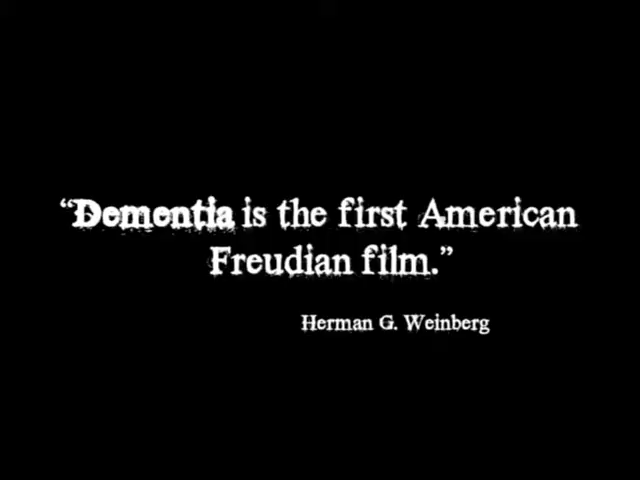 “Dementia is the first American
Freudian film.”
Herman G. Weinberg